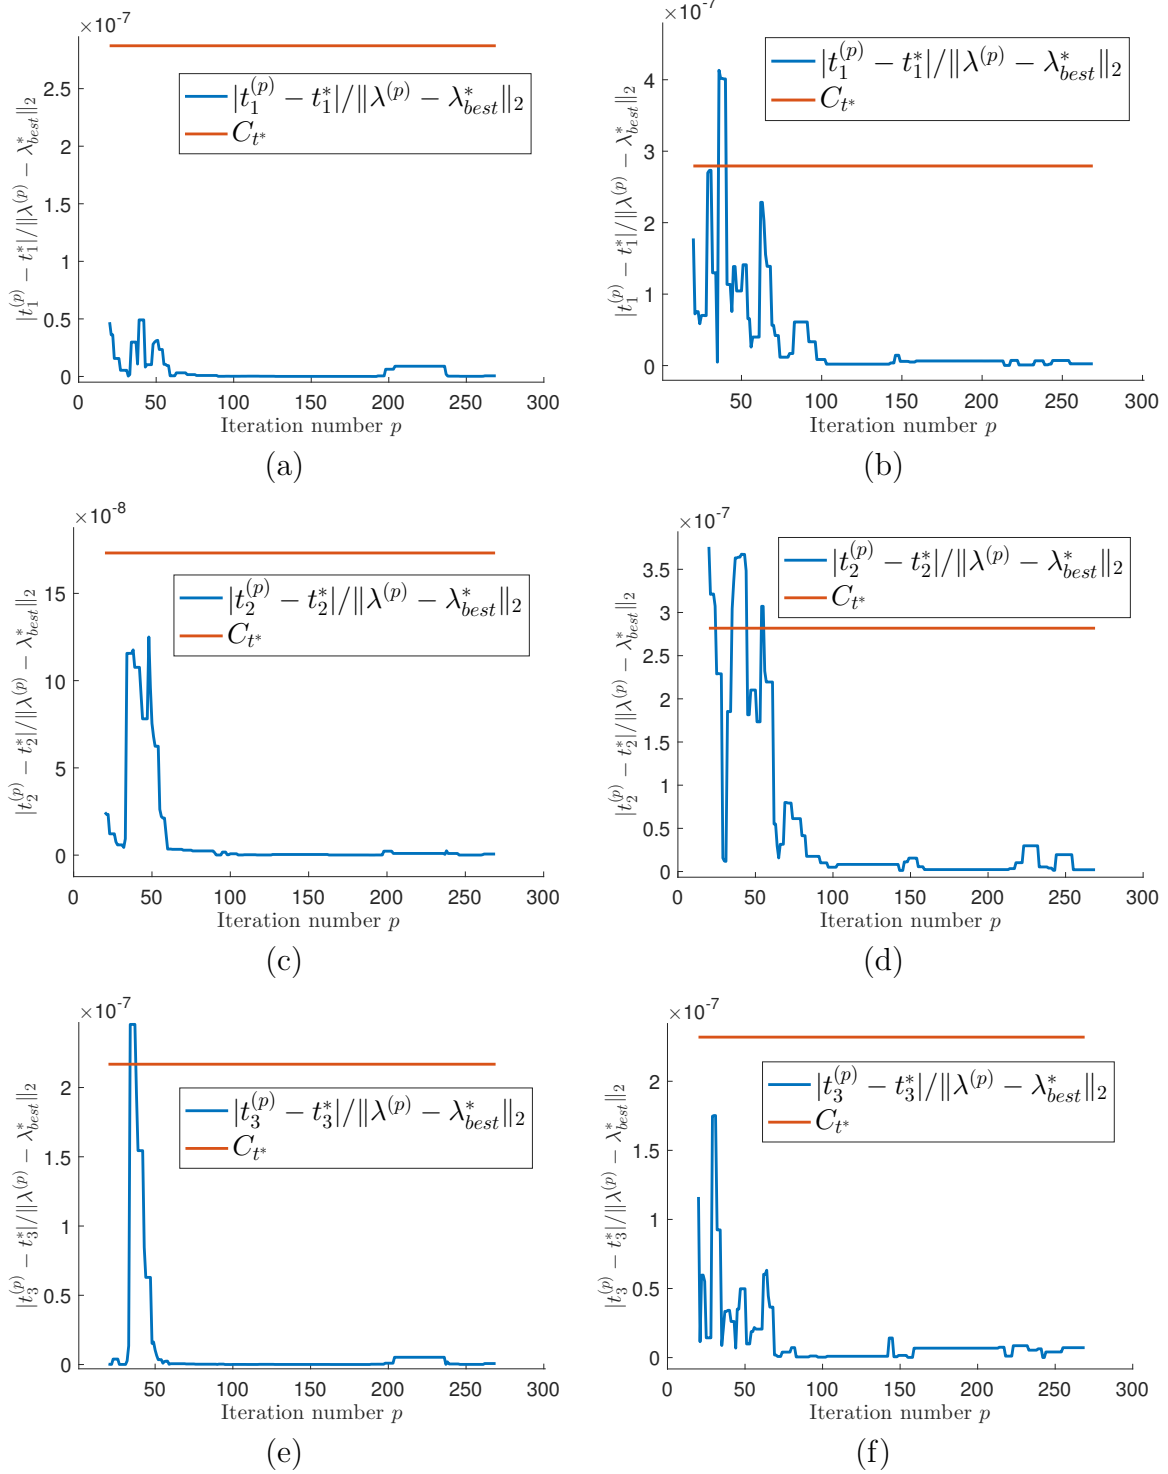 ×10⁻⁷
|t₁⁽ᵖ⁾ − t₁*|/‖λ⁽ᵖ⁾ − λ*_best‖₂
C_t*
2.5
2
1.5
1
0.5
0
0 50 100 150 200 250 300
|t₁⁽ᵖ⁾ − t₁*|/‖λ⁽ᵖ⁾ − λ*_best‖₂
Iteration number p
(a)
|t₁⁽ᵖ⁾ − t₁*|/‖λ⁽ᵖ⁾ − λ*_best‖₂
C_t*
4
3
2
1
0
50 100 150 200 250 300
|t₁⁽ᵖ⁾ − t₁*|/‖λ⁽ᵖ⁾ − λ*_best‖₂
Iteration number p
(b)
×10⁻⁸
|t₂⁽ᵖ⁾ − t₂*|/‖λ⁽ᵖ⁾ − λ*_best‖₂
C_t*
15
10
5
0
0 50 100 150 200 250 300
|t₂⁽ᵖ⁾ − t₂*|/‖λ⁽ᵖ⁾ − λ*_best‖₂
Iteration number p
(c)
×10⁻⁷
|t₂⁽ᵖ⁾ − t₂*|/‖λ⁽ᵖ⁾ − λ*_best‖₂
C_t*
3.5
3
2.5
2
1.5
1
0.5
0
0 50 100 150 200 250 300
|t₂⁽ᵖ⁾ − t₂*|/‖λ⁽ᵖ⁾ − λ*_best‖₂
Iteration number p
(d)
×10⁻⁷
|t₃⁽ᵖ⁾ − t₃*|/‖λ⁽ᵖ⁾ − λ*_best‖₂
C_t*
2
1.5
1
0.5
0
0 50 100 150 200 250 300
|t₃⁽ᵖ⁾ − t₃*|/‖λ⁽ᵖ⁾ − λ*_best‖₂
Iteration number p
(e)
×10⁻⁷
|t₃⁽ᵖ⁾ − t₃*|/‖λ⁽ᵖ⁾ − λ*_best‖₂
C_t*
2
1.5
1
0.5
0
0 50 100 150 200 250 300
|t₃⁽ᵖ⁾ − t₃*|/‖λ⁽ᵖ⁾ − λ*_best‖₂
Iteration number p
(f)